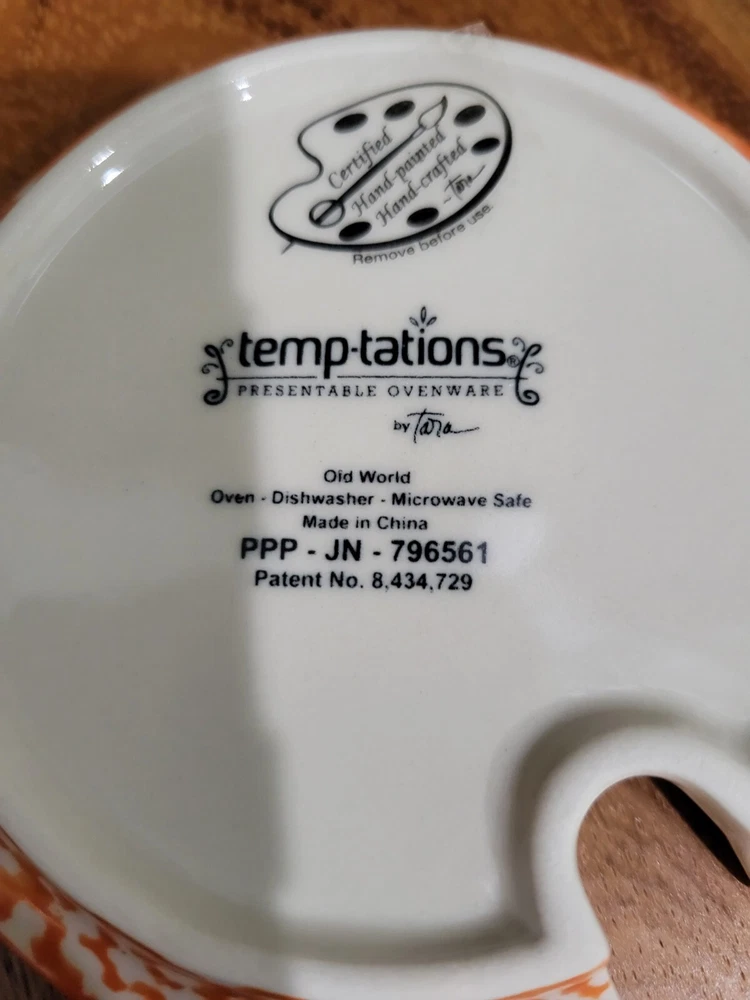 Certified
Hand-painted
Hand-crafted
-Tara
Remove before use.
temp-tations®
PRESENTABLE OVENWARE
by Tara
Old World
Oven - Dishwasher - Microwave Safe
Made in China
PPP - JN - 796561
Patent No. 8,434,729